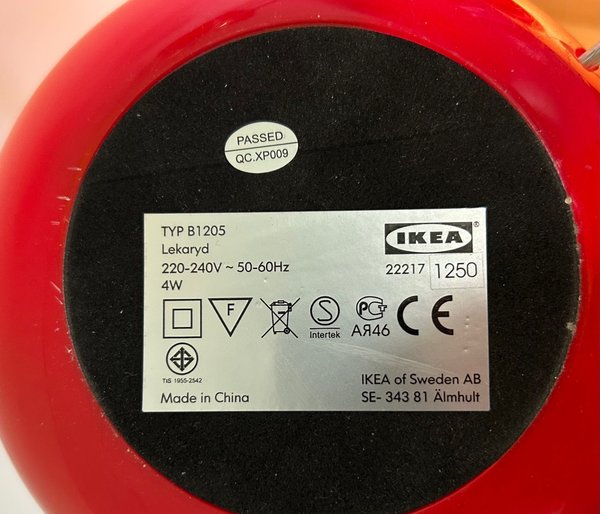 PASSED
QC.XP009
TYP B1205
Lekaryd
220-240V ~ 50-60Hz
4W
IKEA
22217 1250
F
S
Intertek
PCT
AЯ46
CE
TIS 1955-2542
Made in China
IKEA of Sweden AB
SE- 343 81 Älmhult